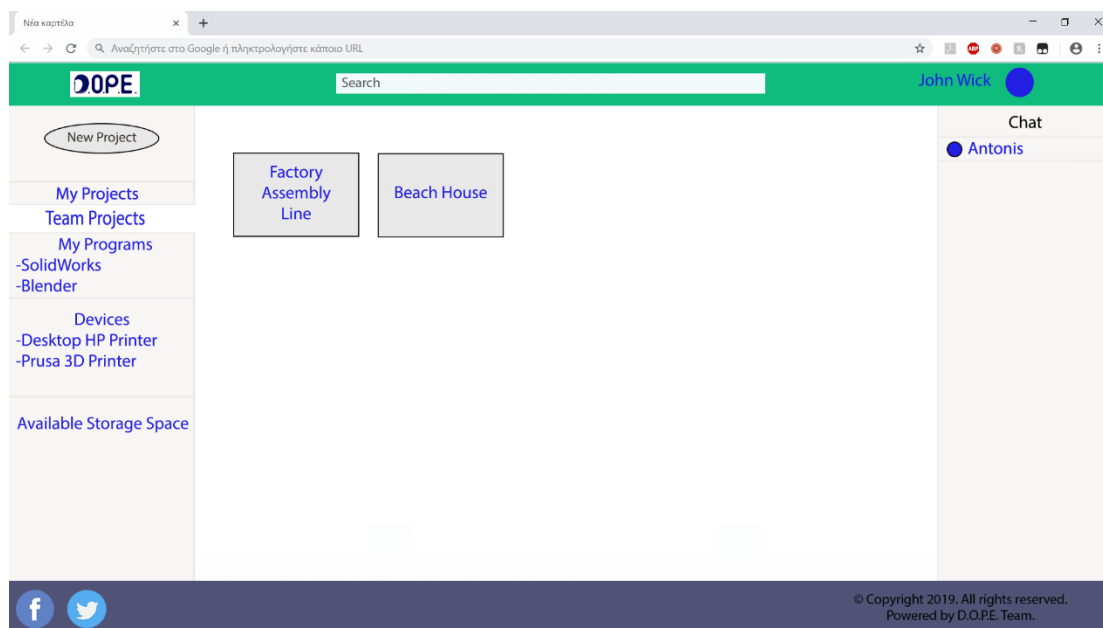 Νέα καρτέλα
Αναζητήστε στο Google ή πληκτρολογήστε κάποιο URL
ABP
D.O.P.E.
Search
John Wick
New Project
My Projects
Team Projects
My Programs
-SolidWorks
-Blender
Devices
-Desktop HP Printer
-Prusa 3D Printer
Available Storage Space
Factory
Assembly
Line
Beach House
Chat
Antonis
© Copyright 2019. All rights reserved.
Powered by D.O.P.E. Team.